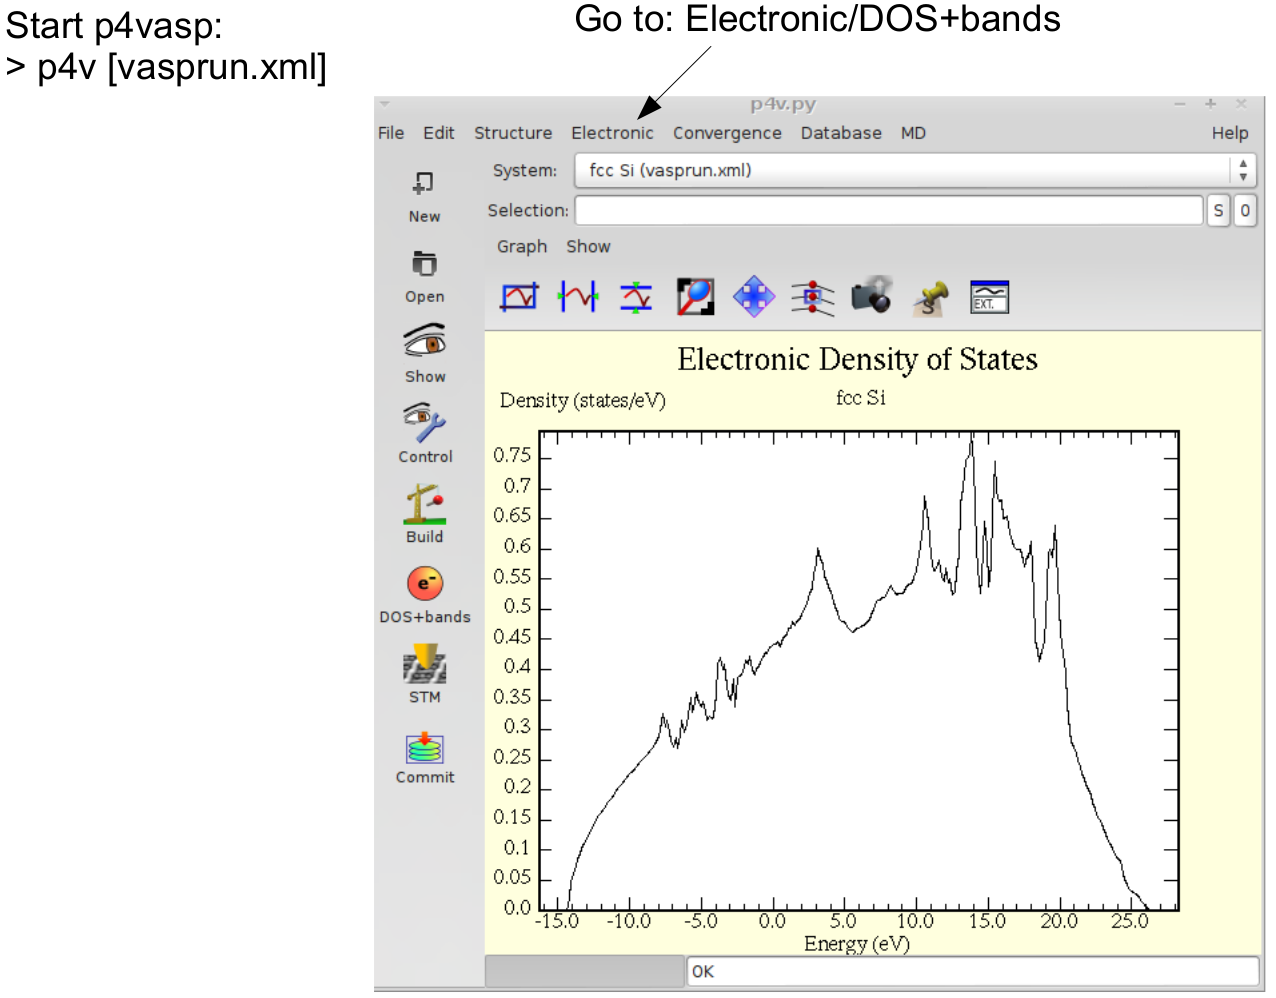 Start p4vasp:
> p4v [vasprun.xml]
Go to: Electronic/DOS+bands
p4v.py
File Edit Structure Electronic Convergence Database MD Help
System: fcc Si (vasprun.xml)
Selection: S 0
Graph Show
EXT.
New
Open
Show
Control
Build
e-
DOS+bands
STM
Commit
Electronic Density of States
Density (states/eV) fcc Si
0.75
0.7
0.65
0.6
0.55
0.5
0.45
0.4
0.35
0.3
0.25
0.2
0.15
0.1
0.05
0.0
-15.0 -10.0 -5.0 0.0 5.0 10.0 15.0 20.0 25.0
Energy (eV)
OK